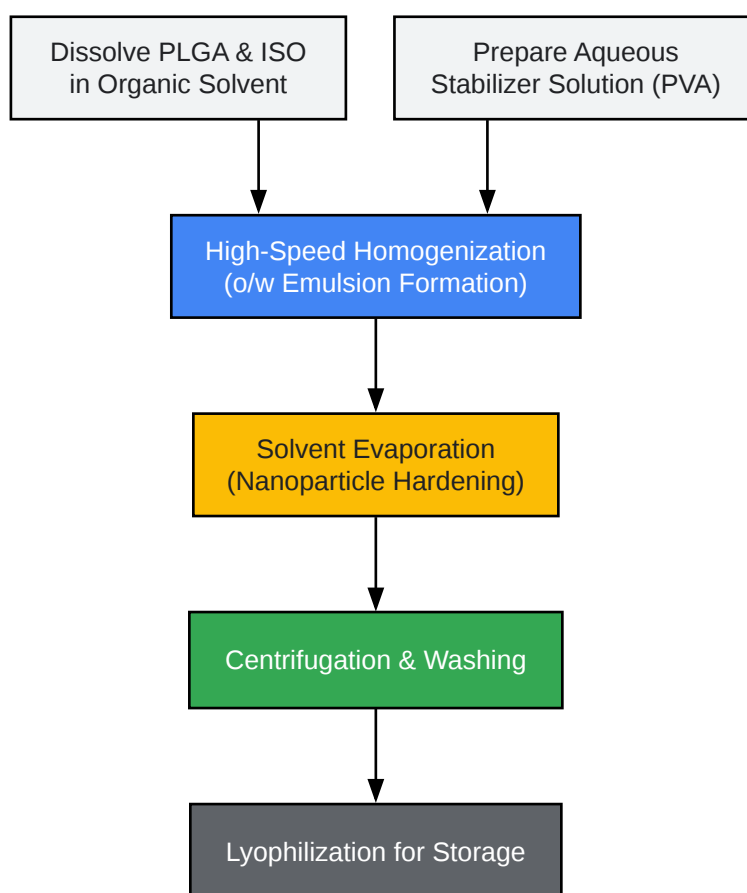 Dissolve PLGA & ISO
in Organic Solvent
Prepare Aqueous
Stabilizer Solution (PVA)
High-Speed Homogenization
(o/w Emulsion Formation)
Solvent Evaporation
(Nanoparticle Hardening)
Centrifugation & Washing
Lyophilization for Storage